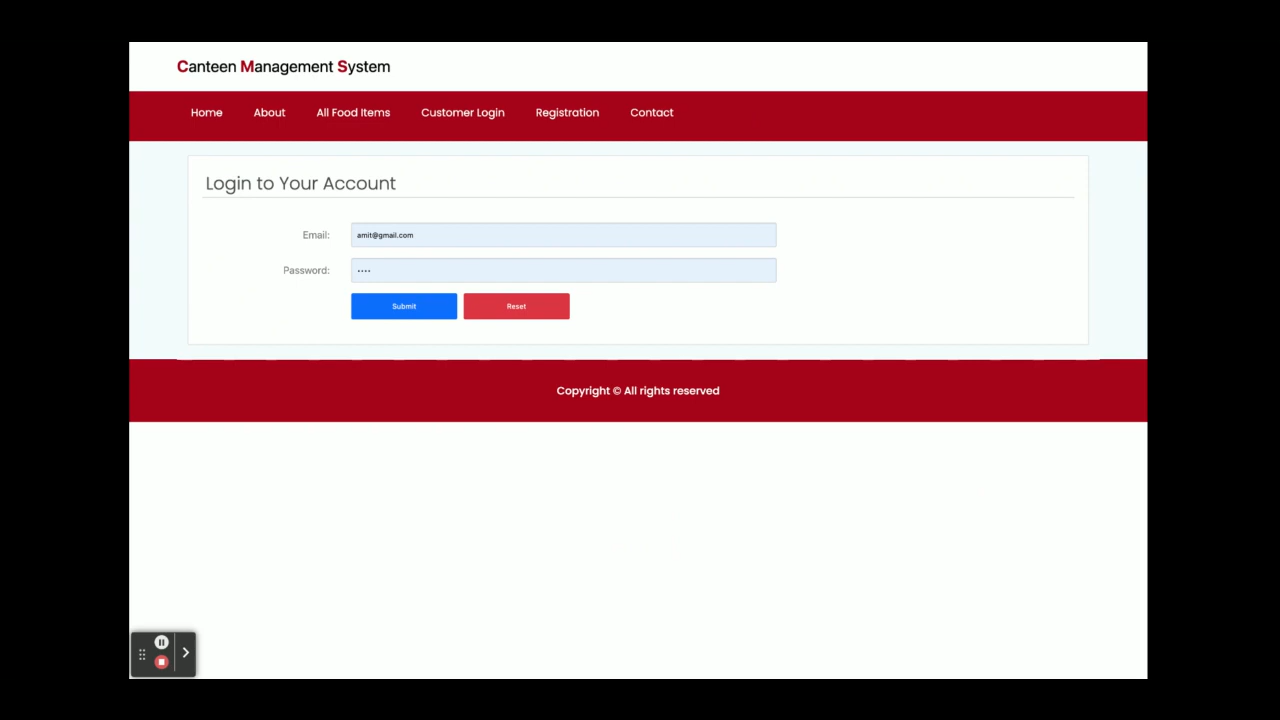 Canteen Management System
Home About All Food Items Customer Login Registration Contact
Login to Your Account
Email: amit@gmail.com
Password: ••••
Submit Reset
Copyright © All rights reserved